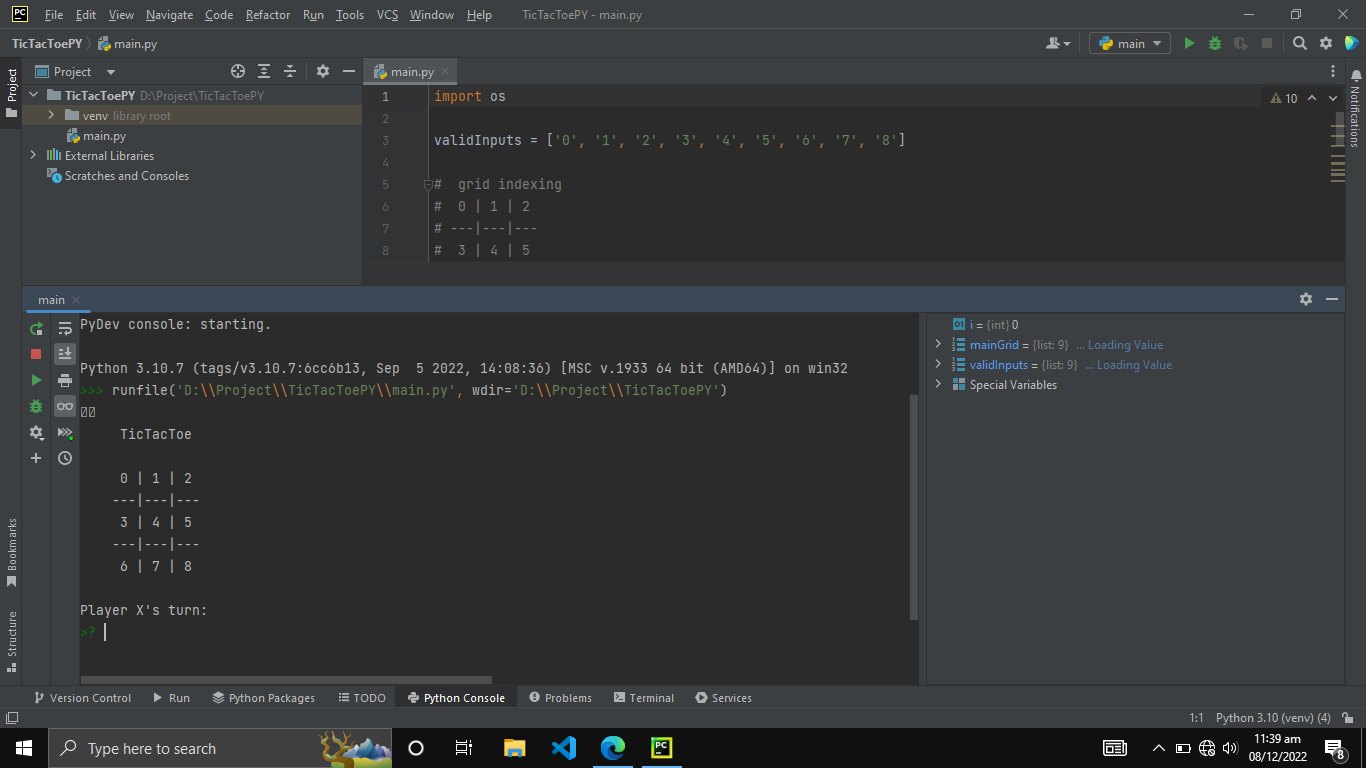 PC File Edit View Navigate Code Refactor Run Tools VCS Window Help TicTacToePY - main.py
TicTacToePY main.py main
Project
TicTacToePY D:\Project\TicTacToePY
venv library root
main.py
External Libraries
Scratches and Consoles
Project
main.py
10
1 import os
2
3 validInputs = ['0', '1', '2', '3', '4', '5', '6', '7', '8']
4
5 #  grid indexing
6 #  0 | 1 | 2
7 # ---|---|---
8 #  3 | 4 | 5
Notifications
main
PyDev console: starting.
Python 3.10.7 (tags/v3.10.7:6cc6b13, Sep  5 2022, 14:08:36) [MSC v.1933 64 bit (AMD64)] on win32
>>> runfile('D:\\Project\\TicTacToePY\\main.py', wdir='D:\\Project\\TicTacToePY')
TicTacToe
0 | 1 | 2
---|---|---
3 | 4 | 5
---|---|---
6 | 7 | 8
Player X's turn:
>?
01 i = {int} 0
mainGrid = {list: 9} ... Loading Value
validInputs = {list: 9} ... Loading Value
Special Variables
Bookmarks
Structure
Version Control Run Python Packages TODO Python Console Problems Terminal Services
1:1 Python 3.10 (venv) (4)
Type here to search
PC
11:39 am
08/12/2022
8